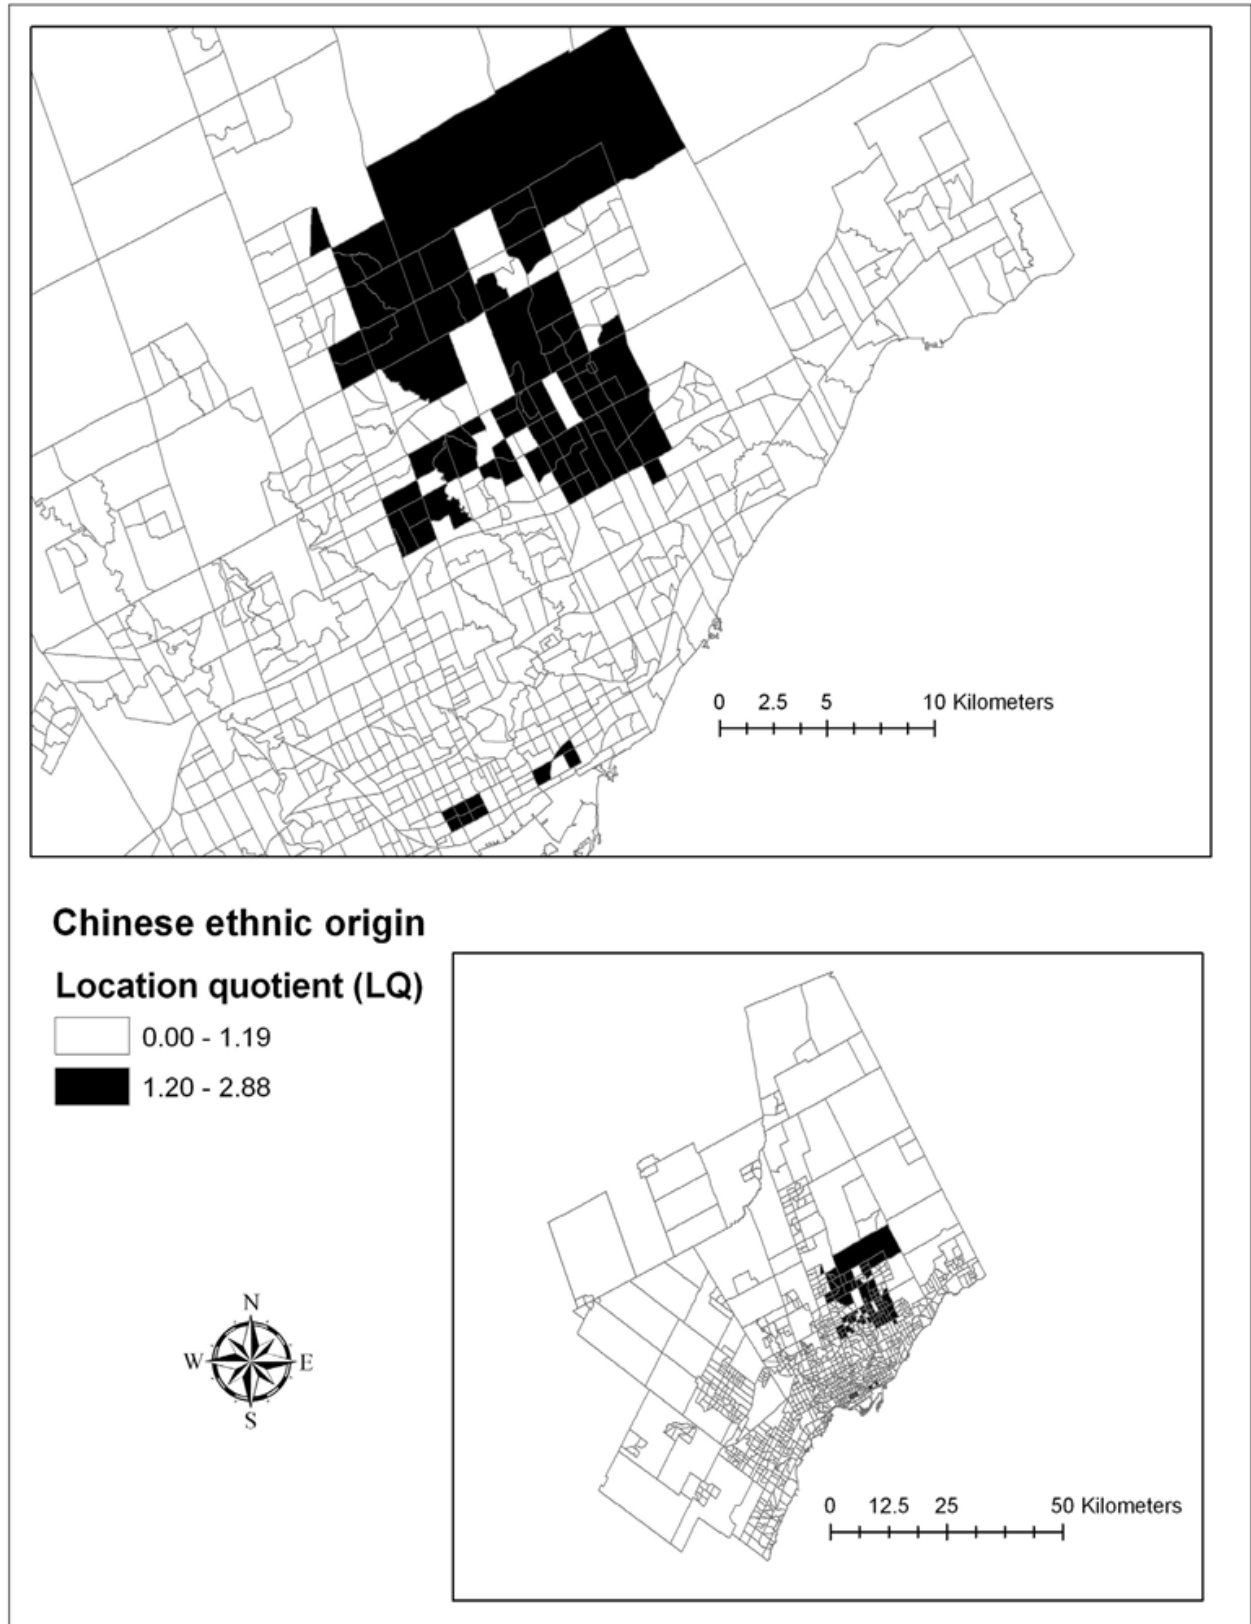 0 2.5 5 10 Kilometers
Chinese ethnic origin
Location quotient (LQ)
0.00 - 1.19
1.20 - 2.88
N
W E
S
0 12.5 25 50 Kilometers